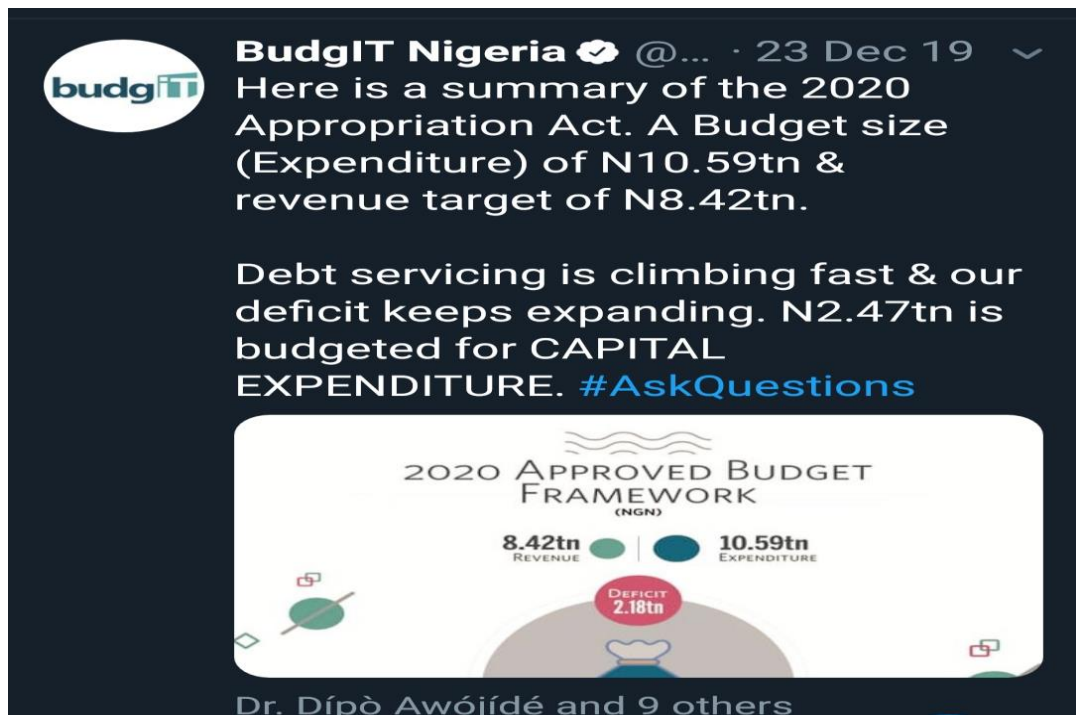 budgIT
BudgIT Nigeria @... · 23 Dec 19
Here is a summary of the 2020
Appropriation Act. A Budget size
(Expenditure) of N10.59tn &
revenue target of N8.42tn.
Debt servicing is climbing fast & our
deficit keeps expanding. N2.47tn is
budgeted for CAPITAL
EXPENDITURE. #AskQuestions
2020 APPROVED BUDGET
FRAMEWORK
(NGN)
8.42tn
REVENUE
10.59tn
EXPENDITURE
DEFICIT
2.18tn
Dr. Dípò Awójídé and 9 others